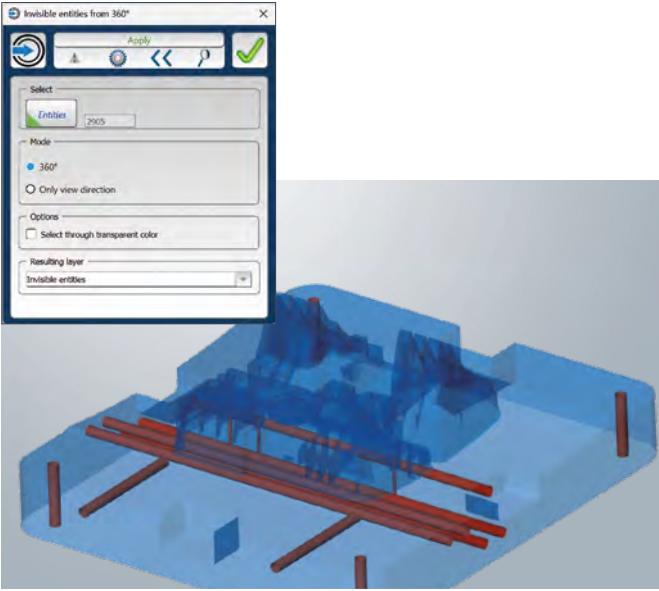 Invisible entities from 360°
Apply
Select
Entities
2905
Mode
360°
Only view direction
Options
Select through transparent color
Resulting layer
Invisible entities